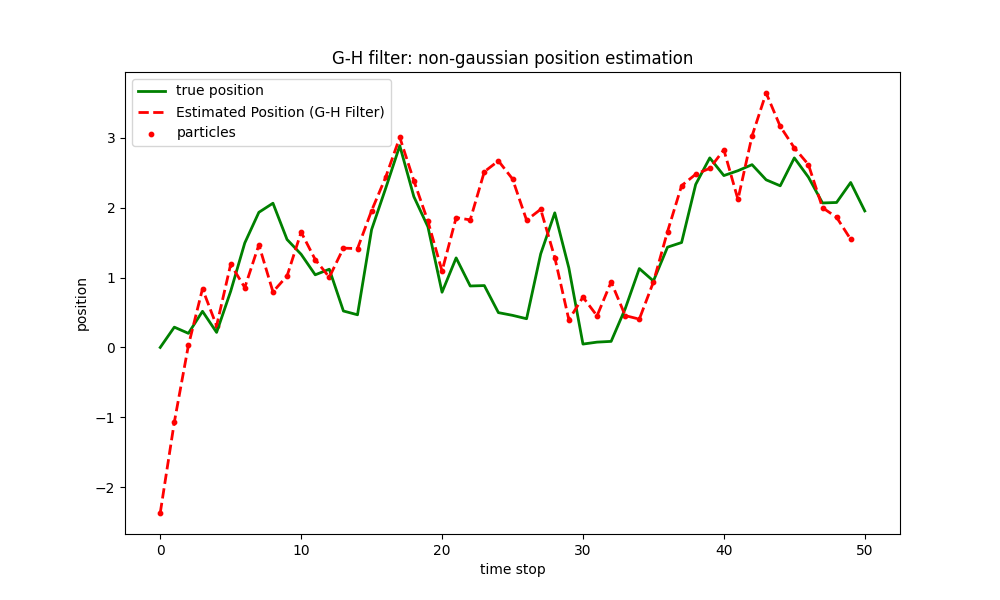 G-H filter: non-gaussian position estimation
true position
Estimated Position (G-H Filter)
particles
position
3
2
1
0
−1
−2
0 10 20 30 40 50
time stop